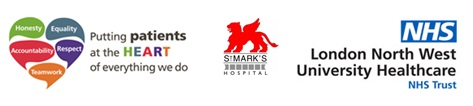 Honesty
Equality
Accountability
Respect
Teamwork
Putting patients
at the HEART
of everything we do
ST MARK'S
HOSPITAL
NHS
London North West
University Healthcare
NHS Trust